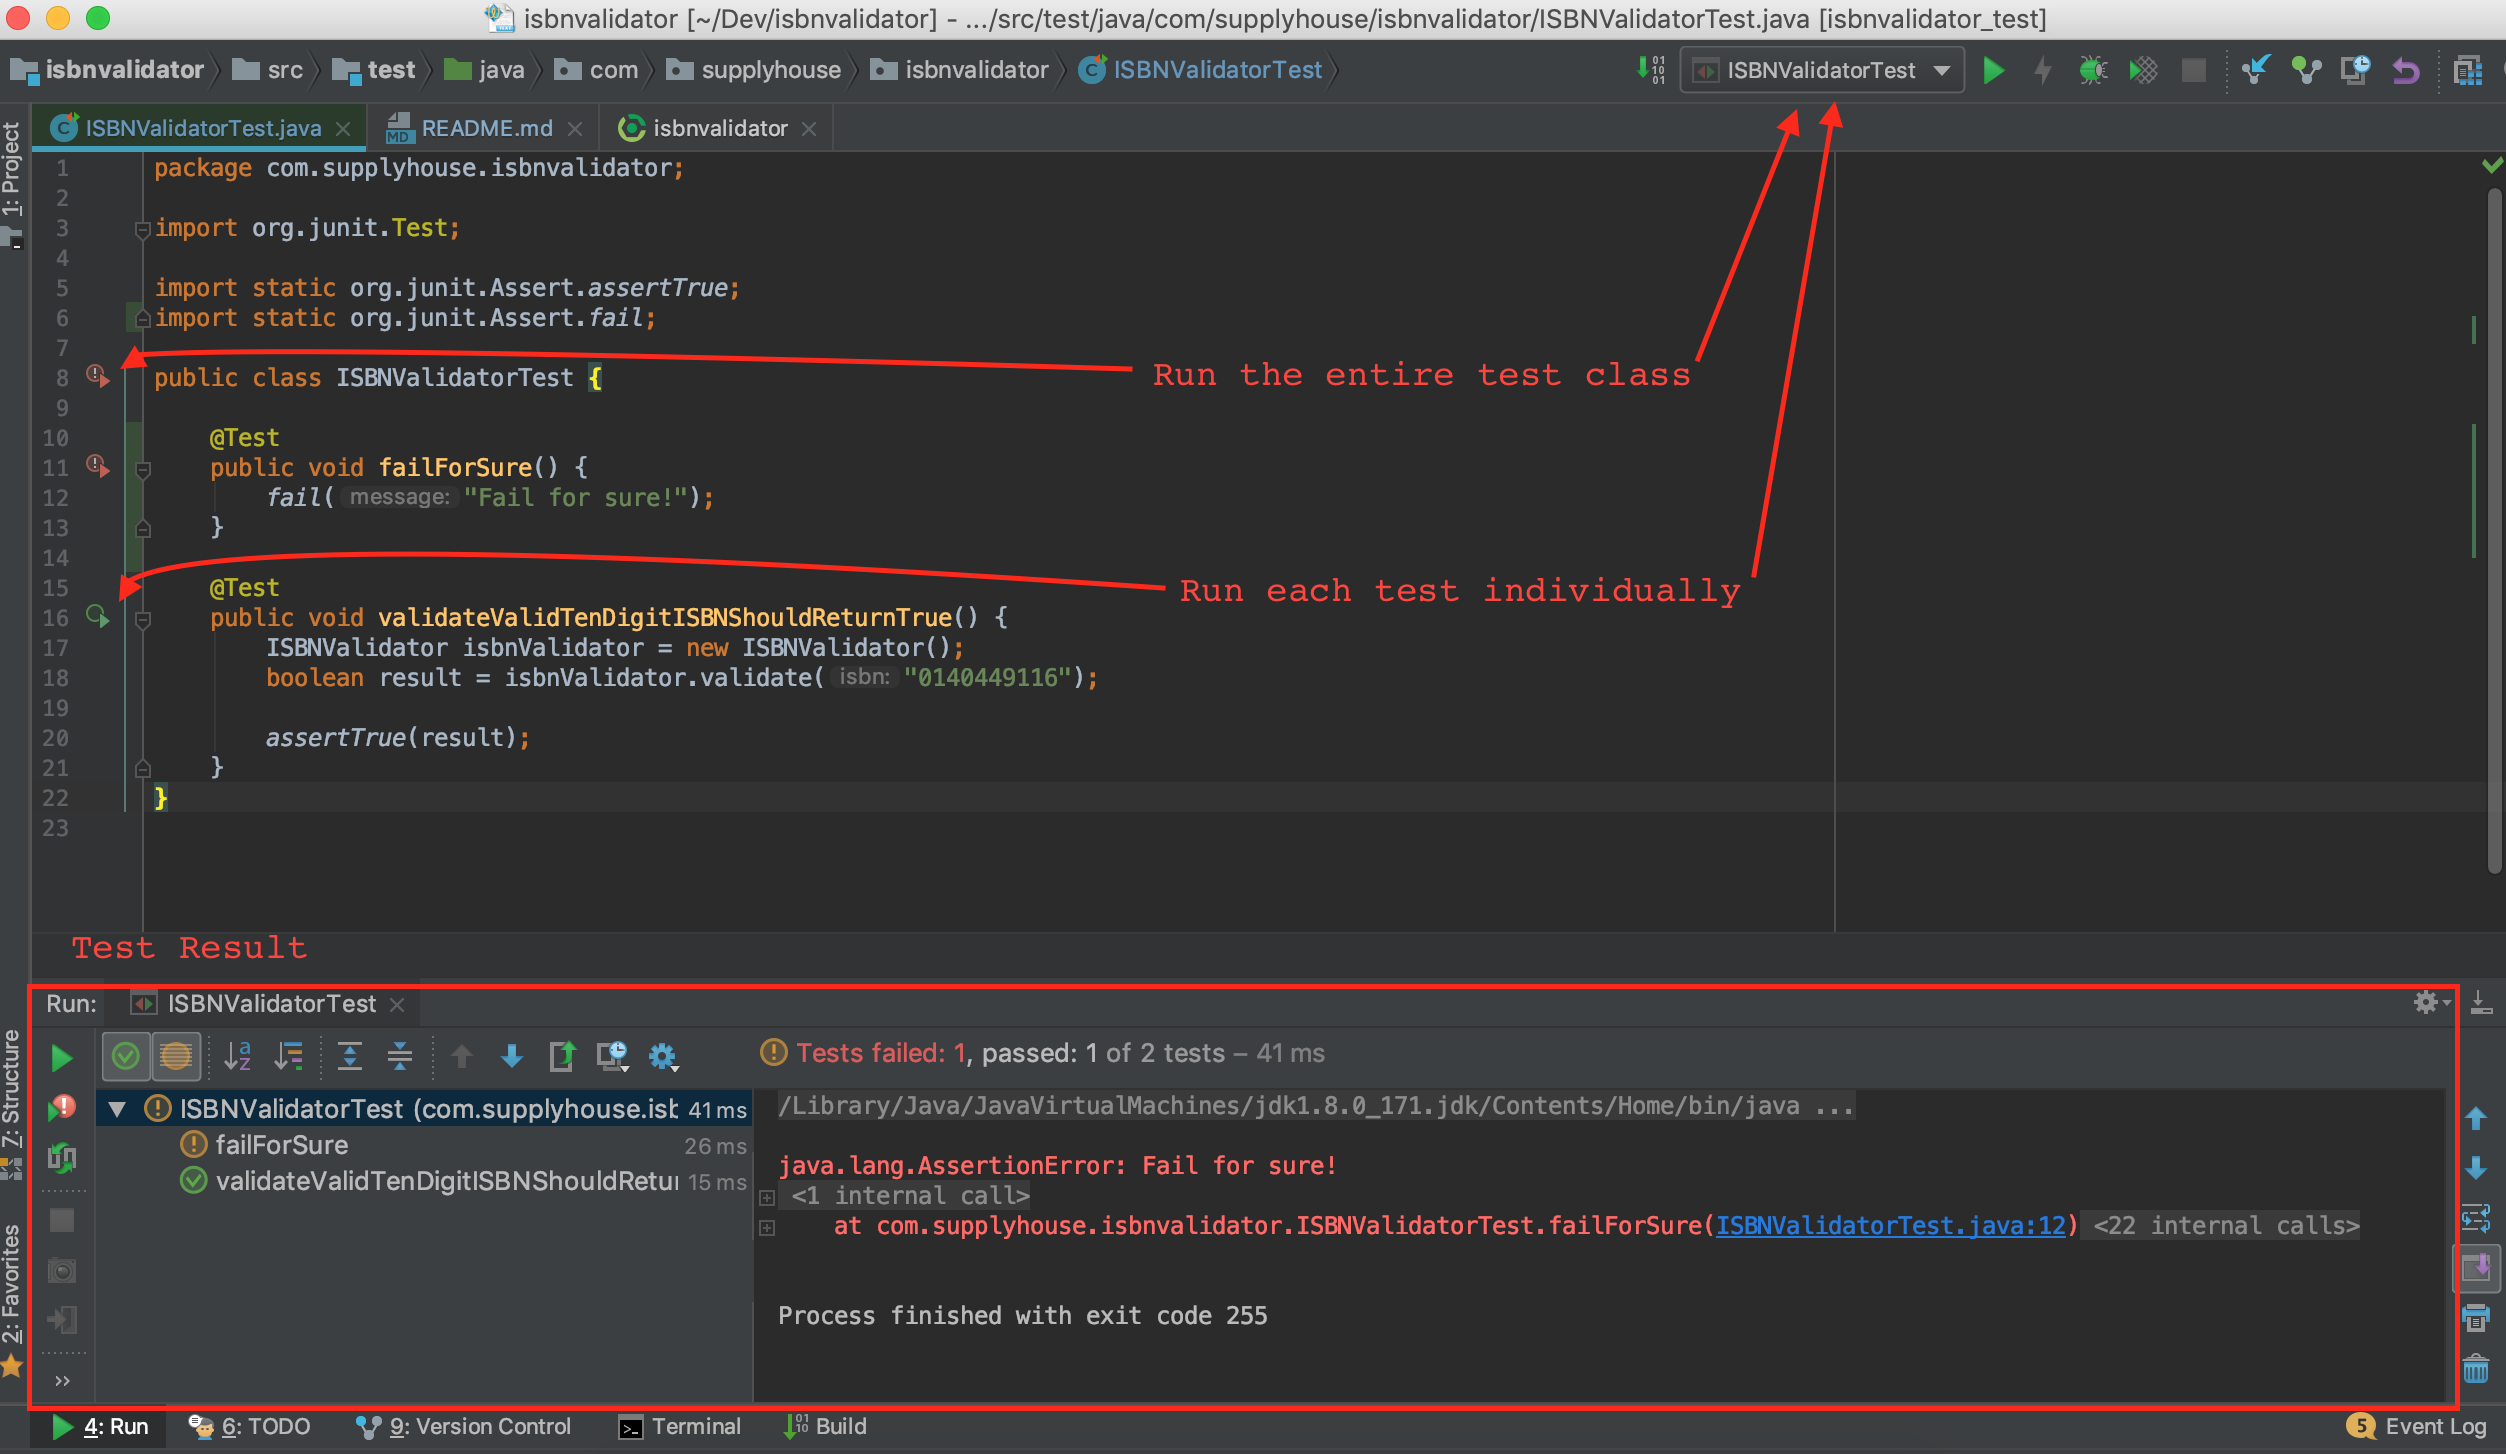 isbnvalidator [~/Dev/isbnvalidator] - .../src/test/java/com/supplyhouse/isbnvalidator/ISBNValidatorTest.java [isbnvalidator_test]
isbnvalidator src test java com supplyhouse isbnvalidator ISBNValidatorTest ISBNValidatorTest
ISBNValidatorTest.java README.md isbnvalidator
1: Project
7: Structure
2: Favorites
1 package com.supplyhouse.isbnvalidator;
2
3 import org.junit.Test;
4
5 import static org.junit.Assert.assertTrue;
6 import static org.junit.Assert.fail;
7
8 public class ISBNValidatorTest {
9
10 @Test
11 public void failForSure() {
12 fail( message: "Fail for sure!");
13 }
14
15 @Test
16 public void validateValidTenDigitISBNShouldReturnTrue() {
17 ISBNValidator isbnValidator = new ISBNValidator();
18 boolean result = isbnValidator.validate( isbn: "0140449116");
19
20 assertTrue(result);
21 }
22 }
23
Run the entire test class
Run each test individually
Test Result
Run: ISBNValidatorTest
Tests failed: 1, passed: 1 of 2 tests – 41 ms
ISBNValidatorTest (com.supplyhouse.isb 41 ms
failForSure 26 ms
validateValidTenDigitISBNShouldRetur 15 ms
/Library/Java/JavaVirtualMachines/jdk1.8.0_171.jdk/Contents/Home/bin/java ...
java.lang.AssertionError: Fail for sure!
<1 internal call>
at com.supplyhouse.isbnvalidator.ISBNValidatorTest.failForSure(ISBNValidatorTest.java:12) <22 internal calls>
Process finished with exit code 255
4: Run 6: TODO 9: Version Control Terminal Build 5 Event Log